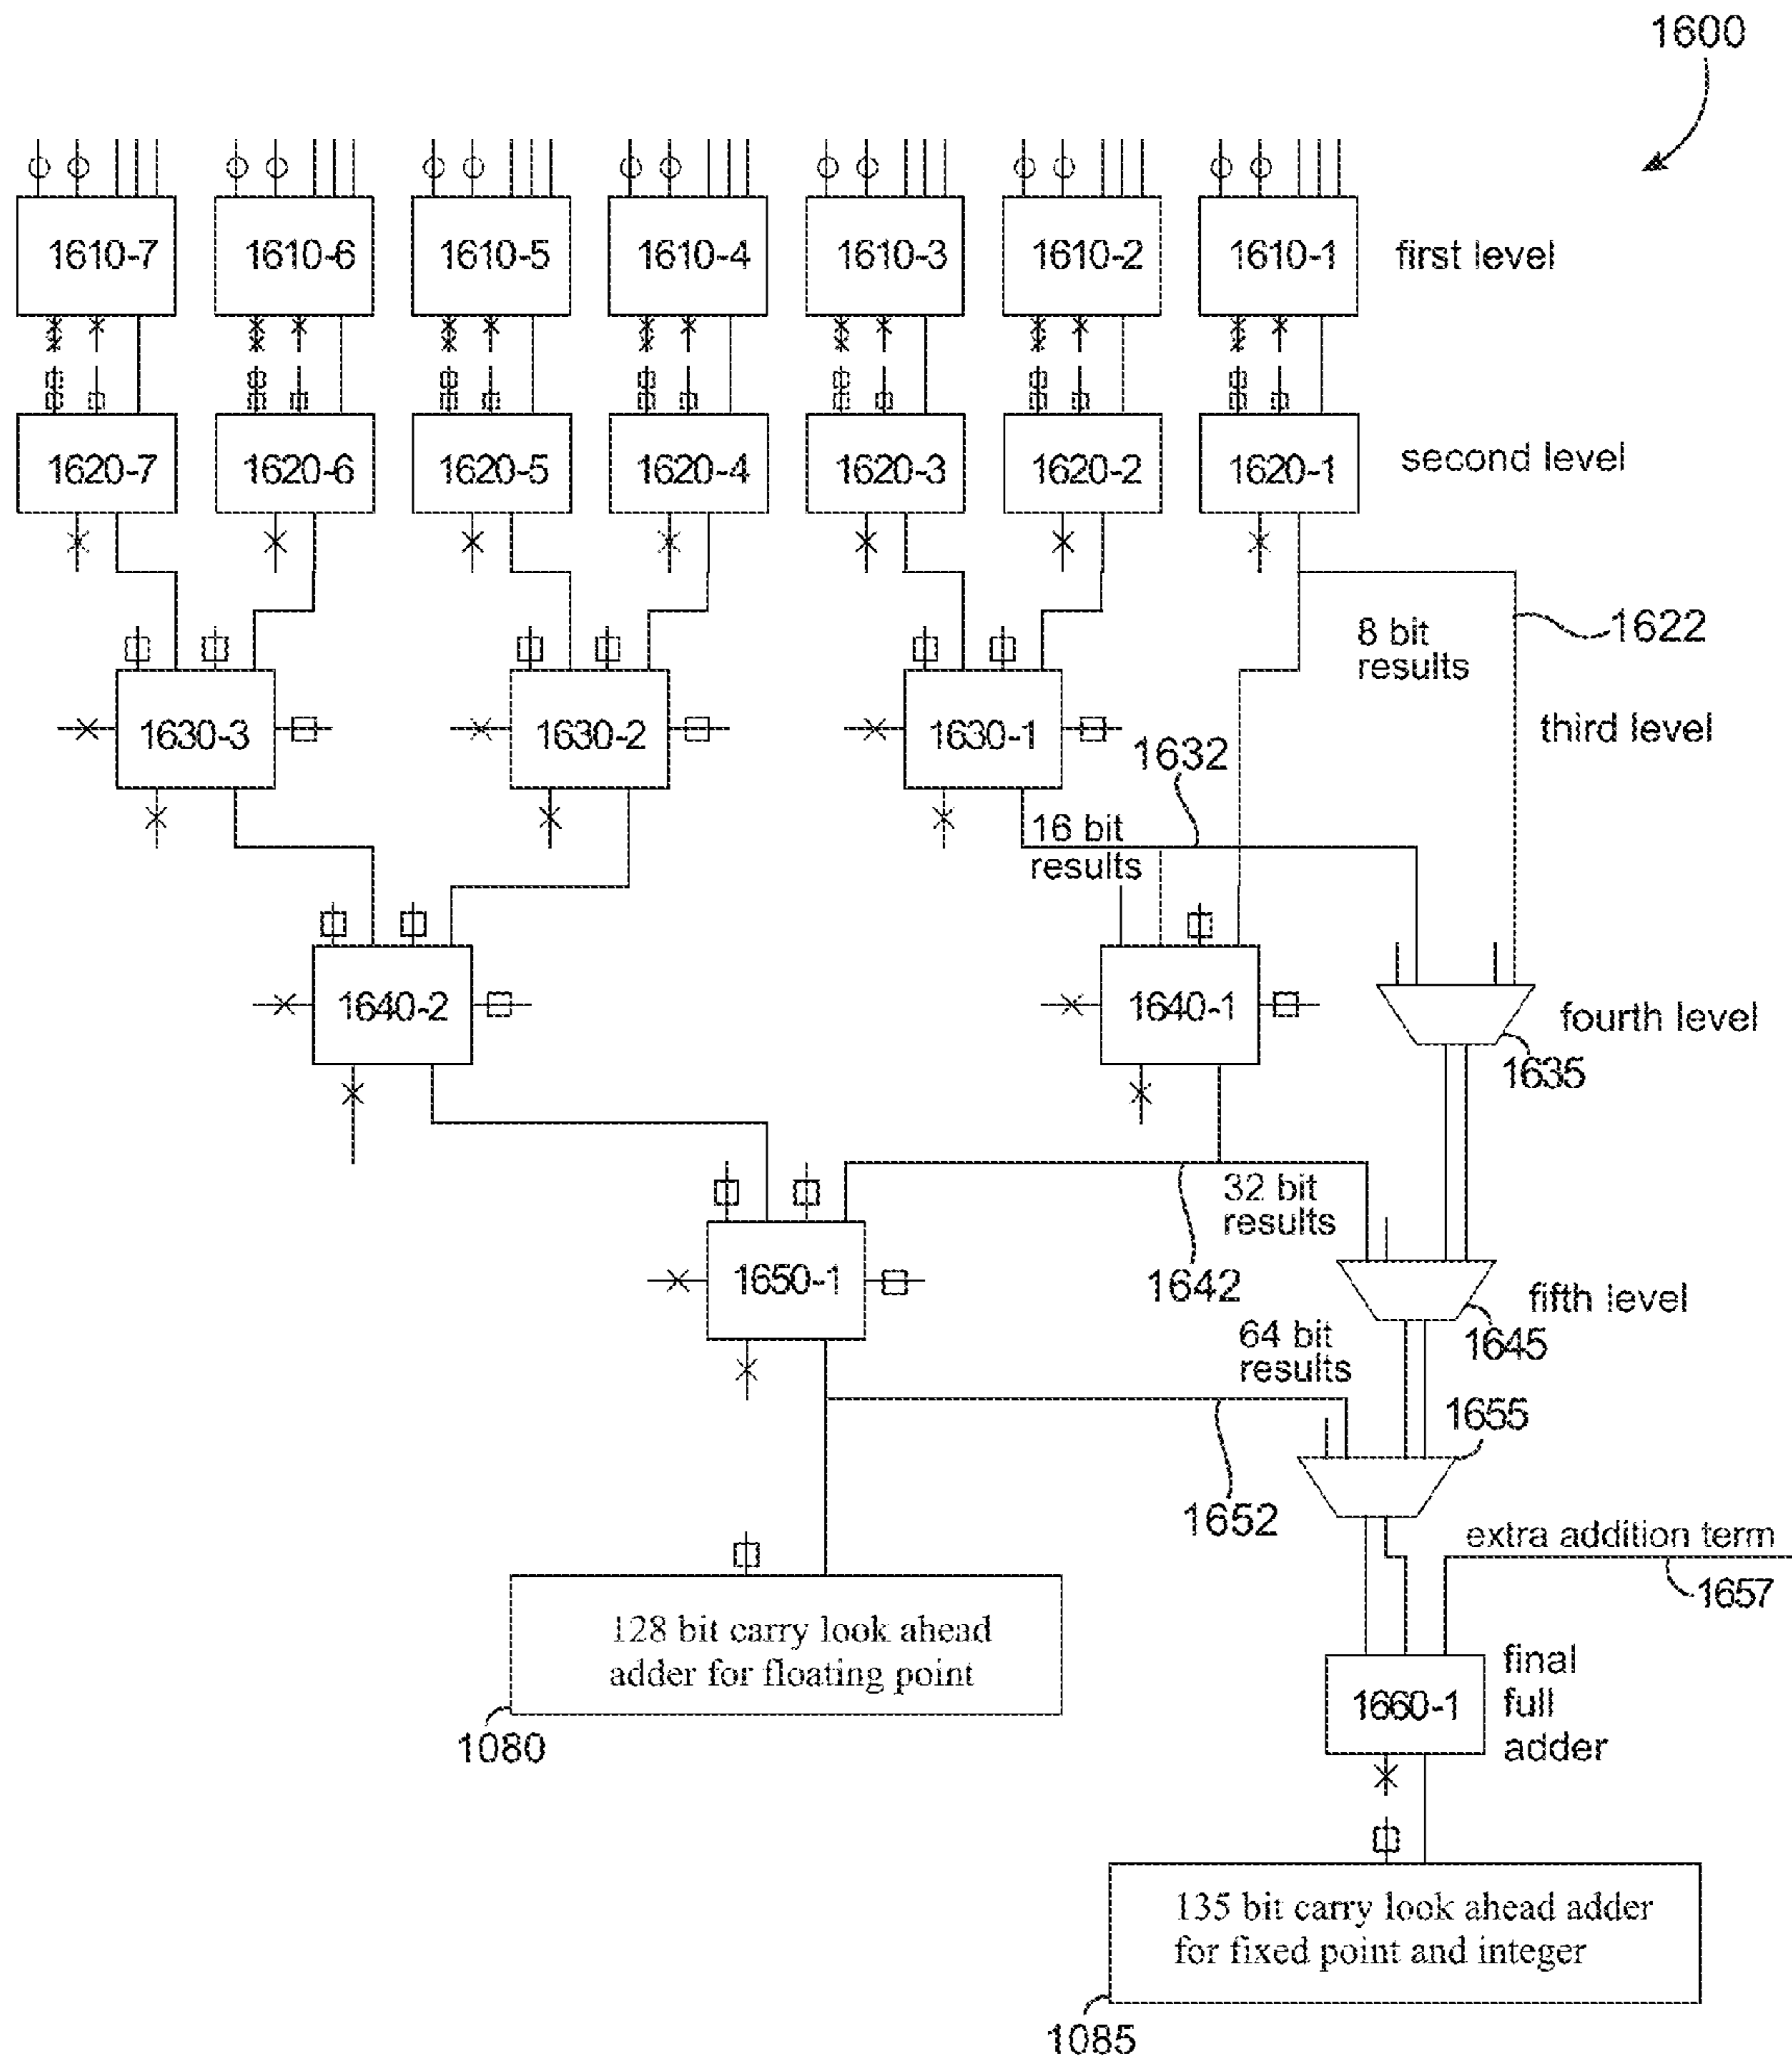 1600
1610-7
1610-6
1610-5
1610-4
1610-3
1610-2
1610-1
first level
1620-7
1620-6
1620-5
1620-4
1620-3
1620-2
1620-1
second level
8 bit
results
1622
1630-3
1630-2
1630-1
third level
1632
16 bit
results
1640-2
1640-1
fourth level
1635
32 bit
results
1642
1650-1
fifth level
1645
64 bit
results
1655
1652
extra addition term
1657
128 bit carry look ahead
adder for floating point
1080
1660-1
final
full
adder
135 bit carry look ahead adder
for fixed point and integer
1085